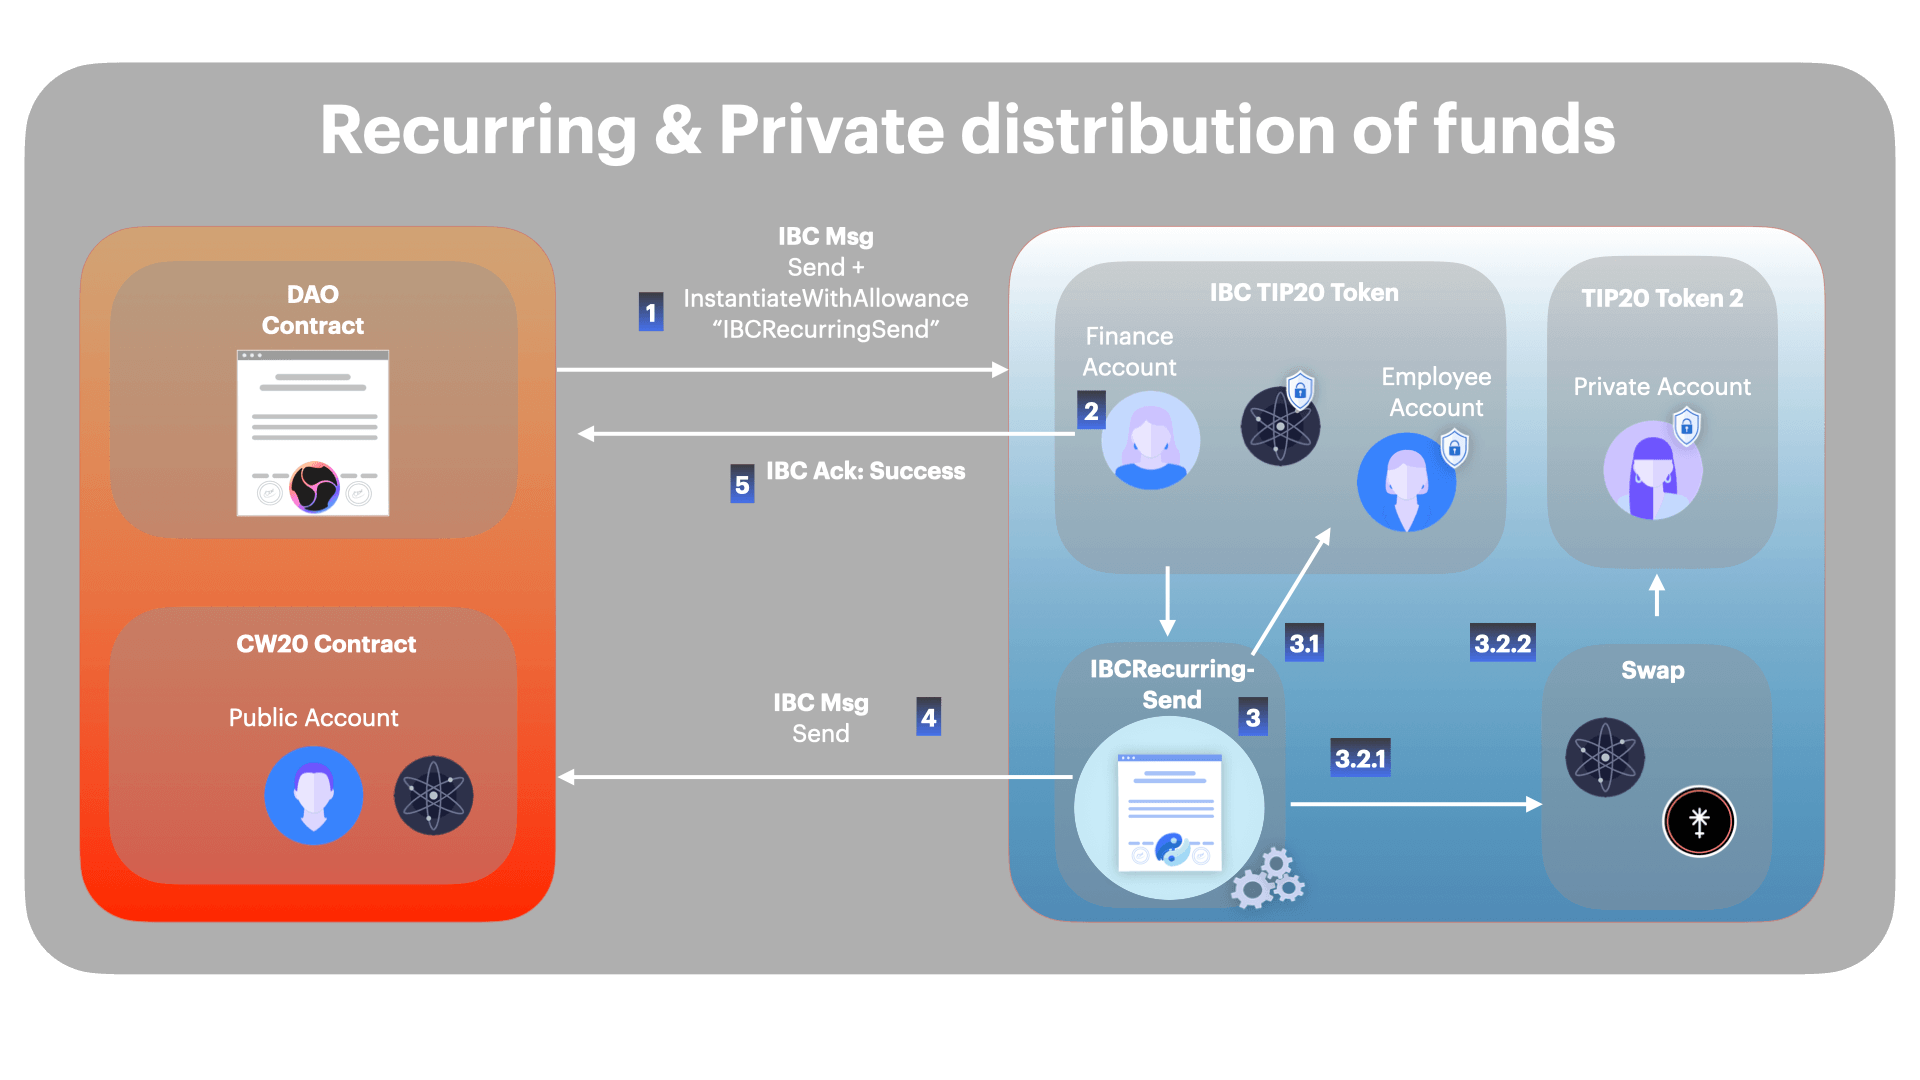 Recurring & Private distribution of funds
DAO
Contract
CW20 Contract
Public Account
IBC Msg
Send +
InstantiateWithAllowance
“IBCRecurringSend”
1
5
IBC Ack: Success
IBC Msg
Send
4
IBC TIP20 Token
Finance
Account
2
Employee
Account
TIP20 Token 2
Private Account
IBCRecurring-
Send
3
3.1
3.2.1
3.2.2
Swap